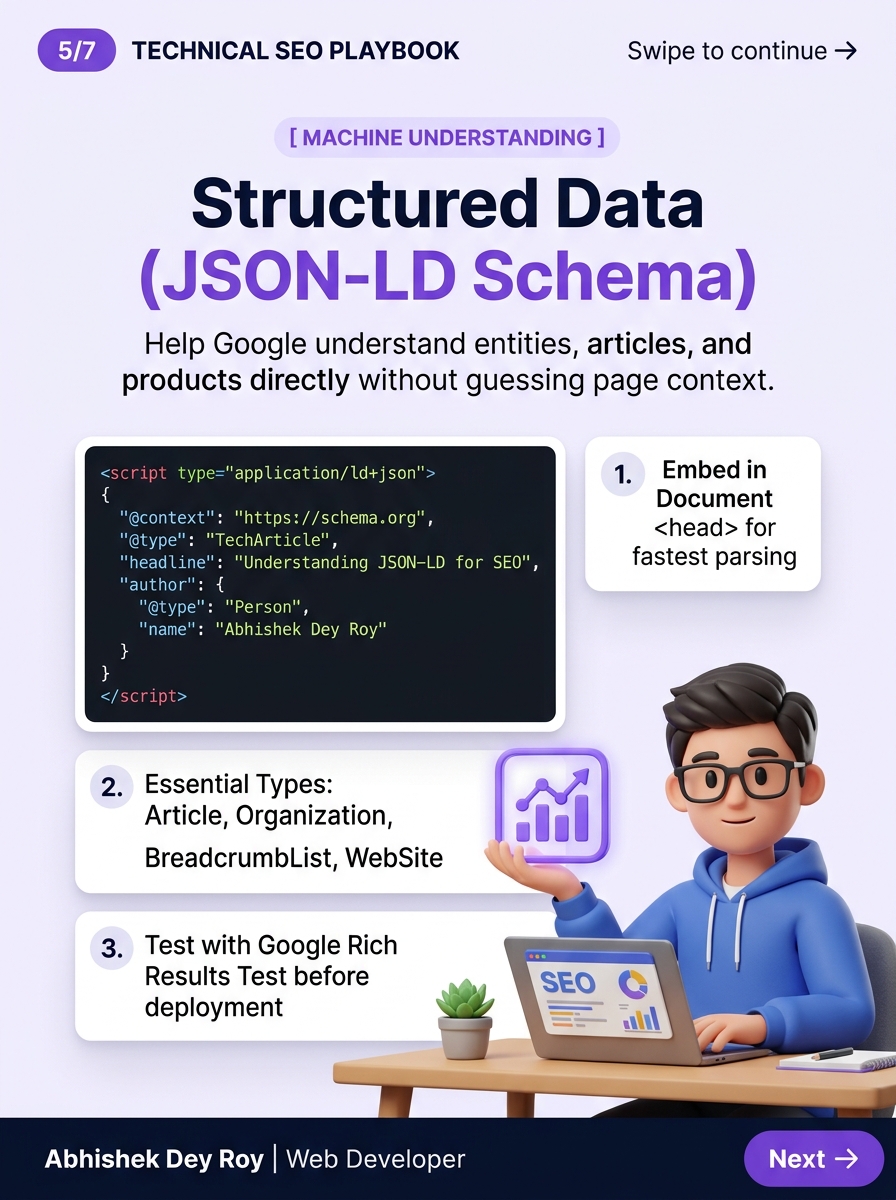 5/7 TECHNICAL SEO PLAYBOOK
Swipe to continue →
[ MACHINE UNDERSTANDING ]
Structured Data
(JSON-LD Schema)
Help Google understand entities, articles, and
products directly without guessing page context.
<script type="application/ld+json">
{
  "@context": "https://schema.org",
  "@type": "TechArticle",
  "headline": "Understanding JSON-LD for SEO",
  "author": {
    "@type": "Person",
    "name": "Abhishek Dey Roy"
  }
}
</script>
1. Embed in
Document
<head> for
fastest parsing
2. Essential Types:
Article, Organization,
BreadcrumbList, WebSite
3. Test with Google Rich
Results Test before
deployment
SEO
Abhishek Dey Roy | Web Developer
Next →